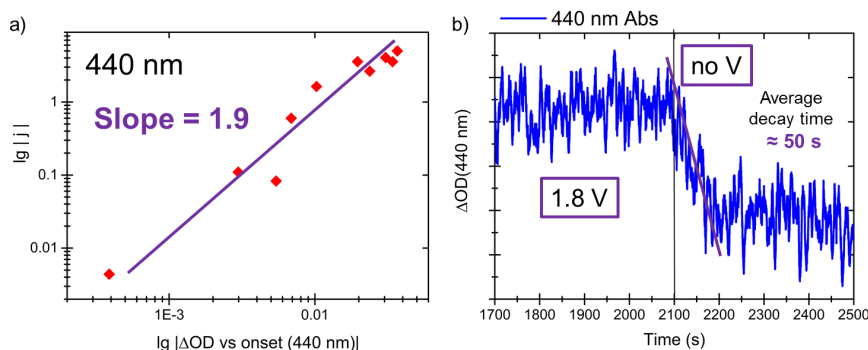 a)
440 nm
Slope = 1.9
lg | j |
1
0.1
0.01
1E-3 0.01
lg |ΔOD vs onset (440 nm)|
b)
440 nm Abs
no V
Average
decay time
≈ 50 s
1.8 V
ΔOD(440 nm)
1700 1800 1900 2000 2100 2200 2300 2400 2500
Time (s)